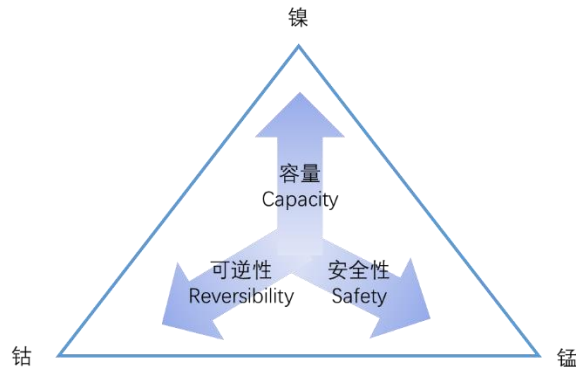 镍
容量
Capacity
可逆性
Reversibility
安全性
Safety
钴
锰